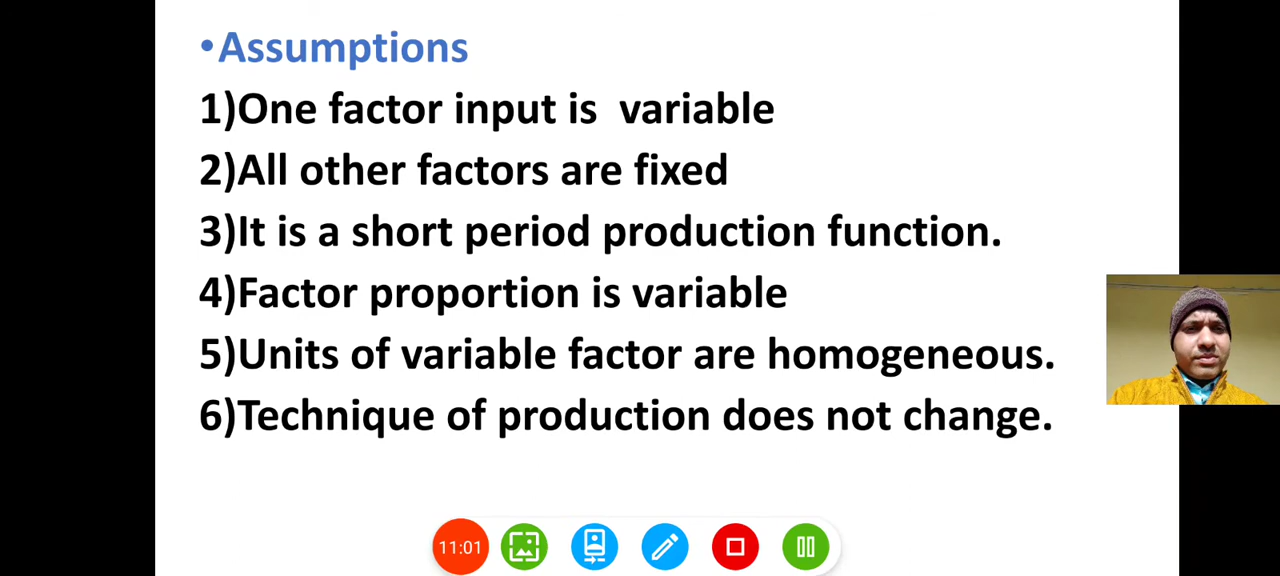 •Assumptions
1)One factor input is  variable
2)All other factors are fixed
3)It is a short period production function.
4)Factor proportion is variable
5)Units of variable factor are homogeneous.
6)Technique of production does not change.
11:01